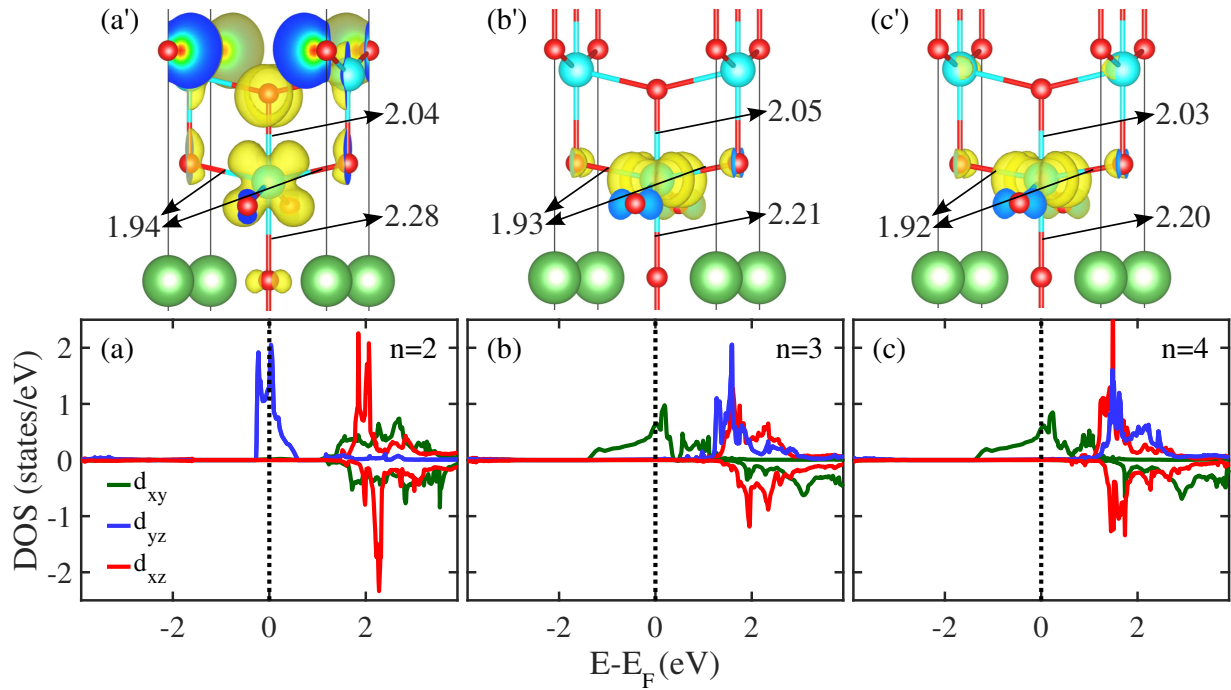 (a') (b') (c')
2.04 2.05 2.03
1.94 2.28 1.93 2.21 1.92 2.20
(a) n=2 (b) n=3 (c) n=4
2
1
0
-1
-2
DOS (states/eV)
d_xy
d_yz
d_xz
-2 0 2 -2 0 2 -2 0 2
E-E_F (eV)